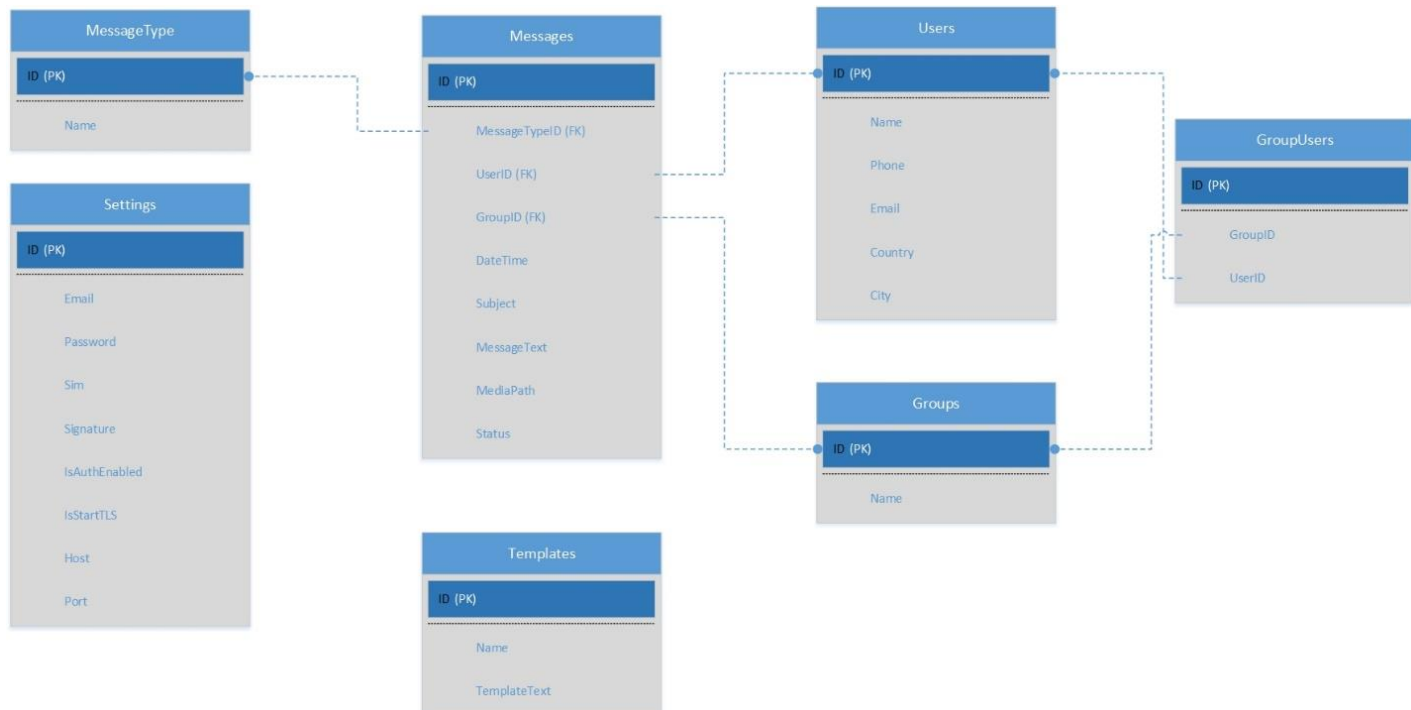 MessageType
ID (PK)
Name
Settings
ID (PK)
Email
Password
Sim
Signature
IsAuthEnabled
IsStartTLS
Host
Port
Messages
ID (PK)
MessageTypeID (FK)
UserID (FK)
GroupID (FK)
DateTime
Subject
MessageText
MediaPath
Status
Templates
ID (PK)
Name
TemplateText
Users
ID (PK)
Name
Phone
Email
Country
City
Groups
ID (PK)
Name
GroupUsers
ID (PK)
GroupID
UserID